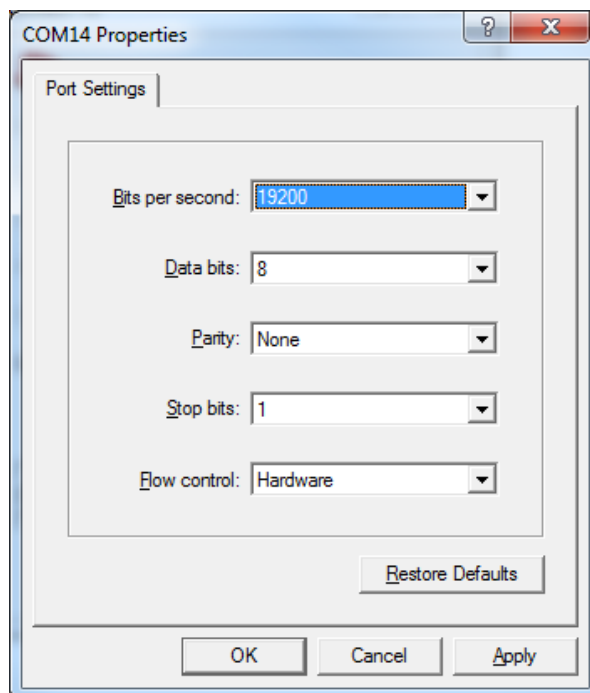 COM14 Properties
Port Settings
Bits per second: 19200
Data bits: 8
Parity: None
Stop bits: 1
Flow control: Hardware
Restore Defaults
OK Cancel Apply